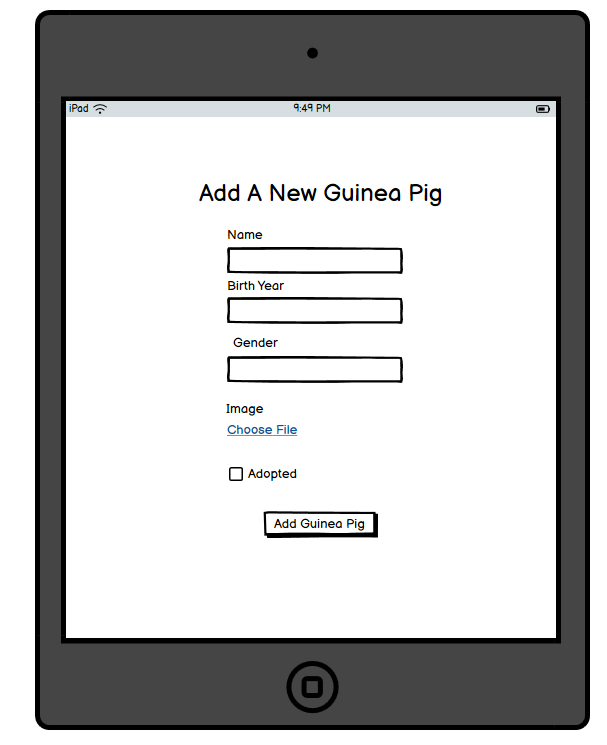 iPad 9:49 PM
Add A New Guinea Pig
Name
Birth Year
Gender
Image
Choose File
Adopted
Add Guinea Pig